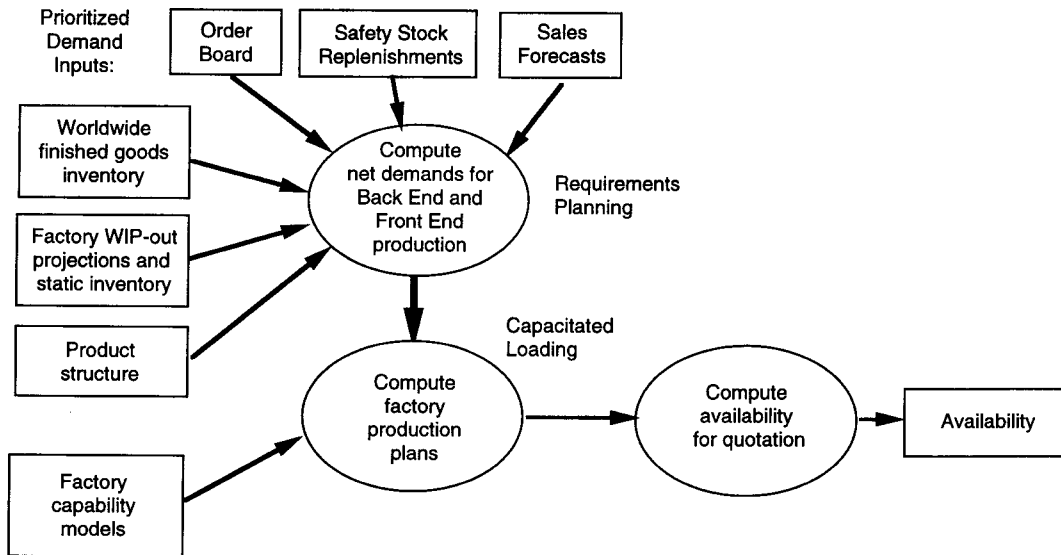 Prioritized
Demand
Inputs:
Order
Board
Safety Stock
Replenishments
Sales
Forecasts
Worldwide
finished goods
inventory
Compute
net demands for
Back End and
Front End
production
Requirements
Planning
Factory WIP-out
projections and
static inventory
Product
structure
Capacitated
Loading
Compute
factory
production
plans
Compute
availability
for quotation
Availability
Factory
capability
models